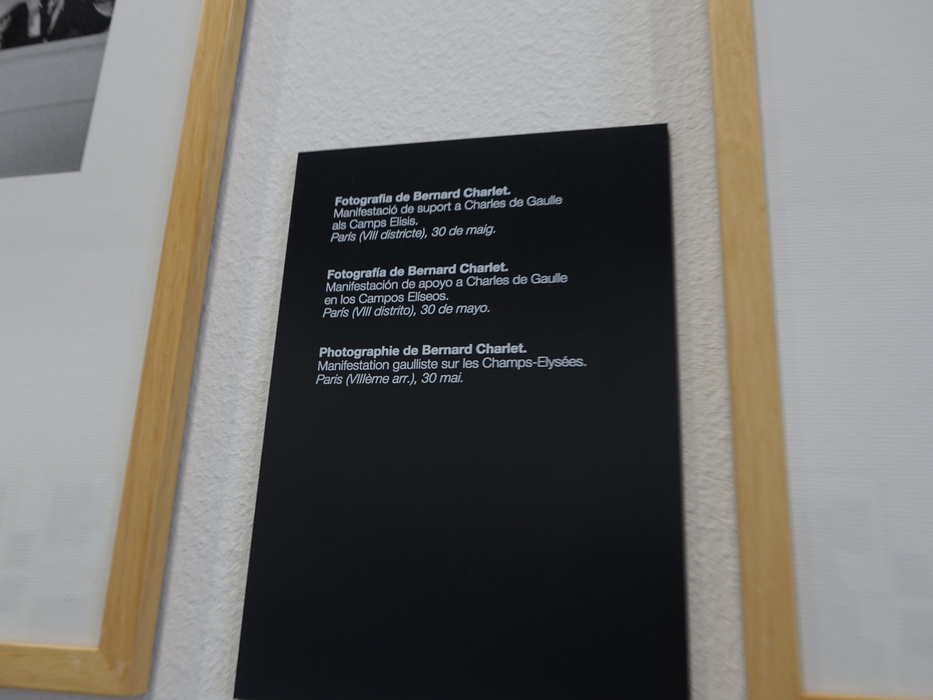 Fotografia de Bernard Charlet.
Manifestació de suport a Charles de Gaulle
als Camps Elisis.
París (VIII districte), 30 de maig.
Fotografía de Bernard Charlet.
Manifestación de apoyo a Charles de Gaulle
en los Campos Elíseos.
París (VIII distrito), 30 de mayo.
Photographie de Bernard Charlet.
Manifestation gaulliste sur les Champs-Elysées.
Paris (VIIIème arr.), 30 mai.